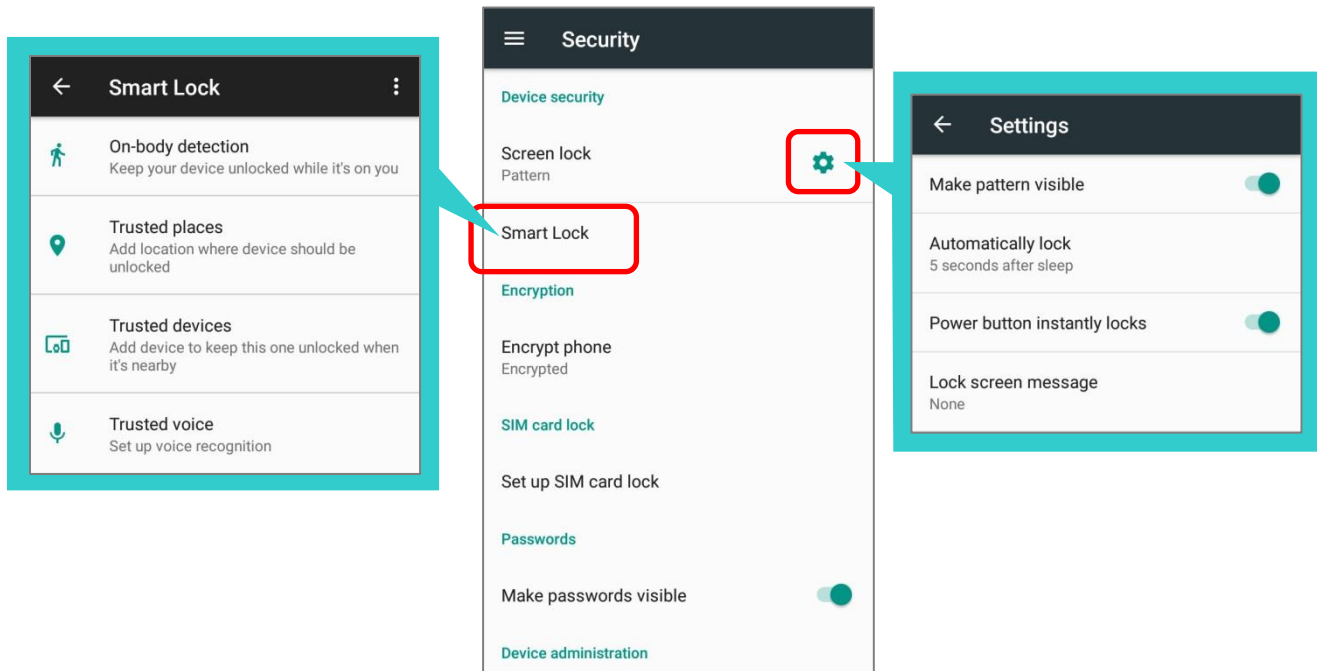 Smart Lock
On-body detection
Keep your device unlocked while it's on you
Trusted places
Add location where device should be
unlocked
Trusted devices
Add device to keep this one unlocked when
it's nearby
Trusted voice
Set up voice recognition
Security
Device security
Screen lock
Pattern
Smart Lock
Encryption
Encrypt phone
Encrypted
SIM card lock
Set up SIM card lock
Passwords
Make passwords visible
Device administration
Settings
Make pattern visible
Automatically lock
5 seconds after sleep
Power button instantly locks
Lock screen message
None